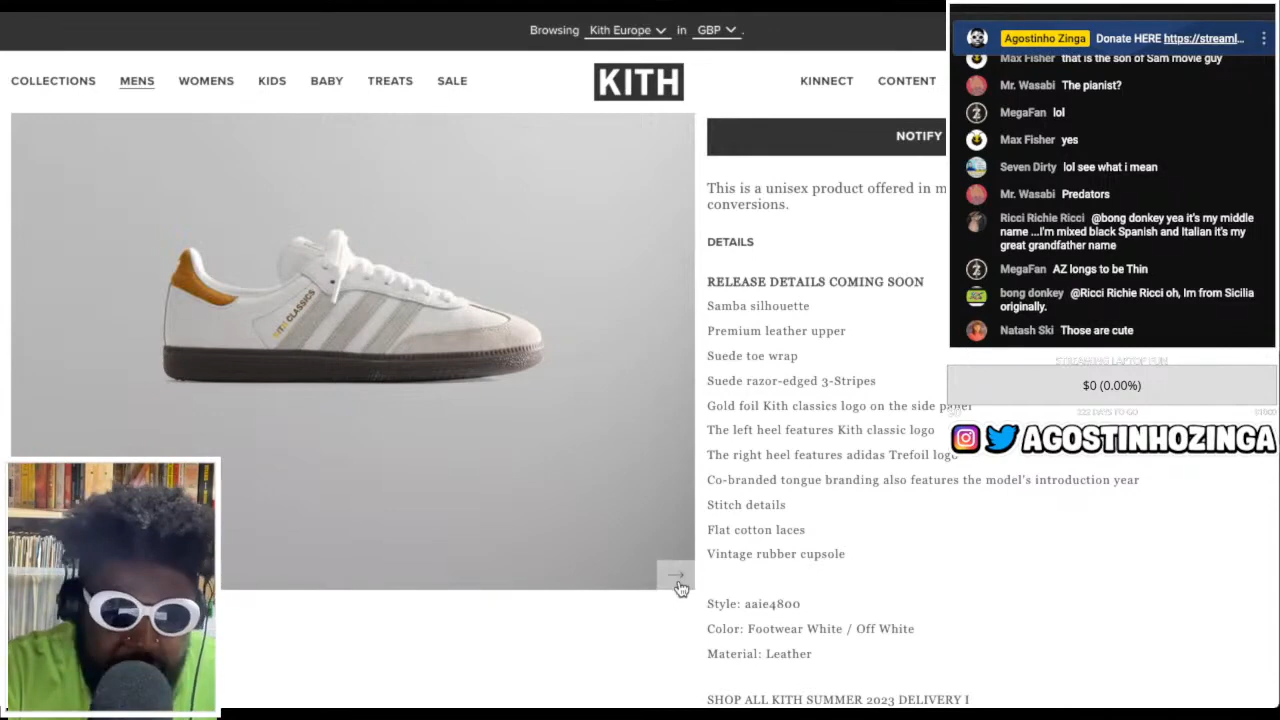 Browsing Kith Europe in GBP .
COLLECTIONS MENS WOMENS KIDS BABY TREATS SALE
KITH
KINNECT CONTENT
NOTIFY
This is a unisex product offered in m
conversions.
DETAILS
RELEASE DETAILS COMING SOON
Samba silhouette
Premium leather upper
Suede toe wrap
Suede razor-edged 3-Stripes
Gold foil Kith classics logo on the side panel
The left heel features Kith classic logo
The right heel features adidas Trefoil logo
Co-branded tongue branding also features the model's introduction year
Stitch details
Flat cotton laces
Vintage rubber cupsole
Style: aaie4800
Color: Footwear White / Off White
Material: Leather
SHOP ALL KITH SUMMER 2023 DELIVERY I
KITH CLASSICS
Agostinho Zinga Donate HERE https://streaml...
Max Fisher that is the son of Sam movie guy
Mr. Wasabi The pianist?
MegaFan lol
Max Fisher yes
Seven Dirty lol see what i mean
Mr. Wasabi Predators
Ricci Richie Ricci @bong donkey yea it's my middle
name ...I'm mixed black Spanish and Italian it's my
great grandfather name
MegaFan AZ longs to be Thin
bong donkey @Ricci Richie Ricci oh, Im from Sicilia
originally.
Natash Ski Those are cute
STREAMING LAPTOP FUN
$0 (0.00%)
AGOSTINHOZINGA